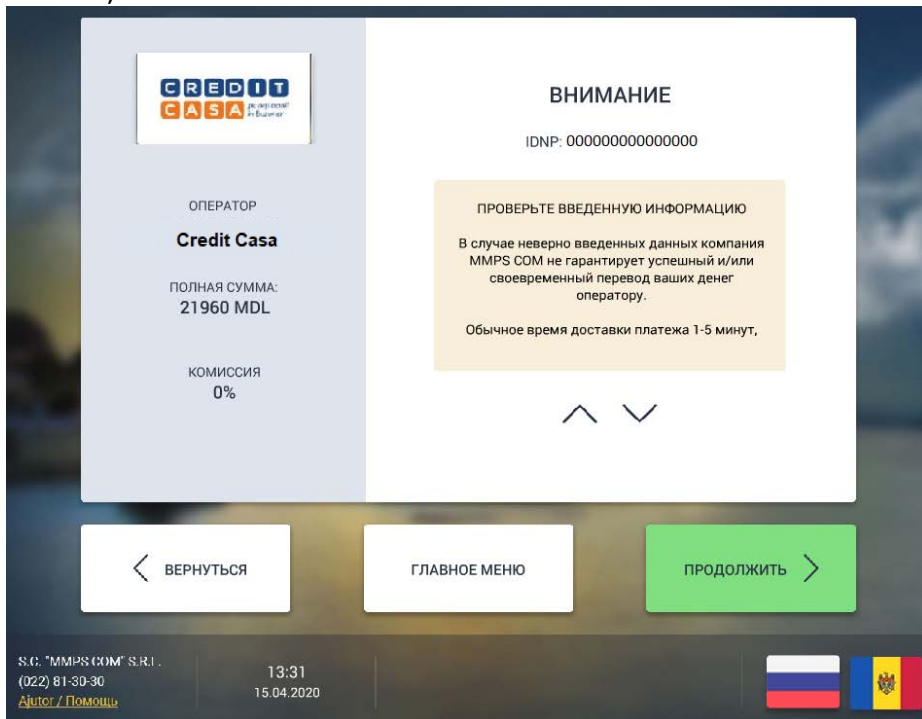 CREDIT
CASA
ВНИМАНИЕ
IDNP: 000000000000000
ОПЕРАТОР
Credit Casa
ПОЛНАЯ СУММА:
21960 MDL
КОМИССИЯ
0%
ПРОВЕРЬТЕ ВВЕДЕННУЮ ИНФОРМАЦИЮ
В случае неверно введенных данных компания
MMPS COM не гарантирует успешный и/или
своевременный перевод ваших денег
оператору.
Обычное время доставки платежа 1-5 минут,
ВЕРНУТЬСЯ
ГЛАВНОЕ МЕНЮ
ПРОДОЛЖИТЬ
S.C. "MMPS COM" S.R.L.
(022) 81-30-30
Ajutor / Помощь
13:31
15.04.2020